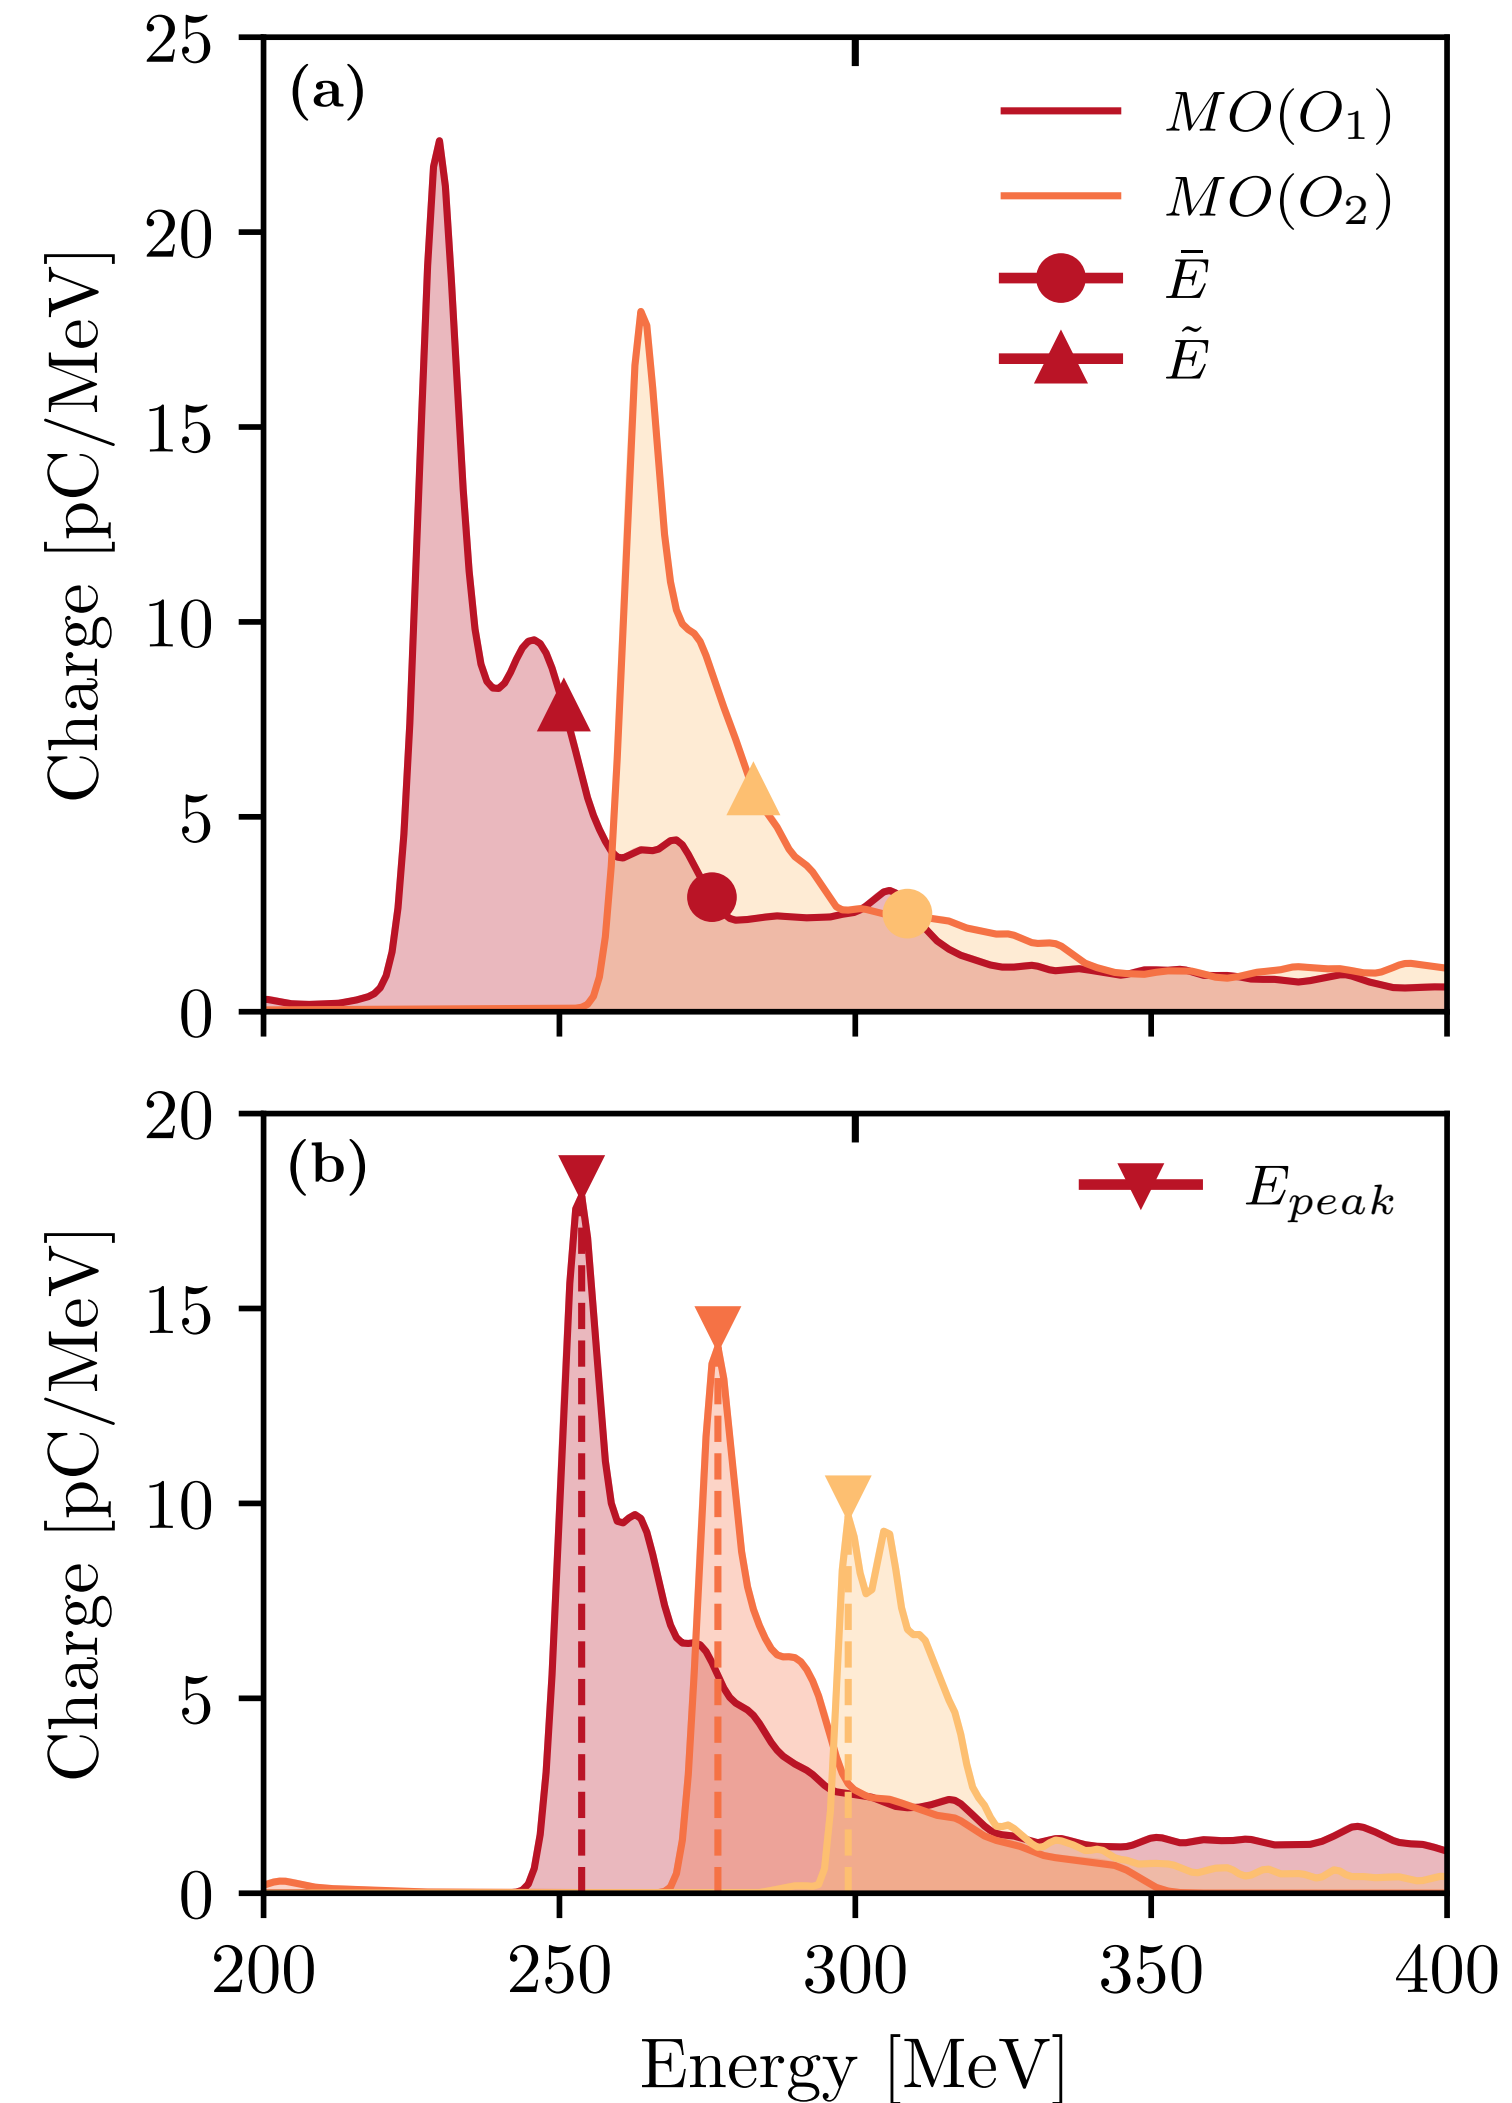 25
(a)
MO(O₁)
MO(O₂)
Ē
Ẽ
20
15
10
5
0
Charge [pC/MeV]
20
(b)
E_peak
15
10
5
0
Charge [pC/MeV]
200 250 300 350 400
Energy [MeV]